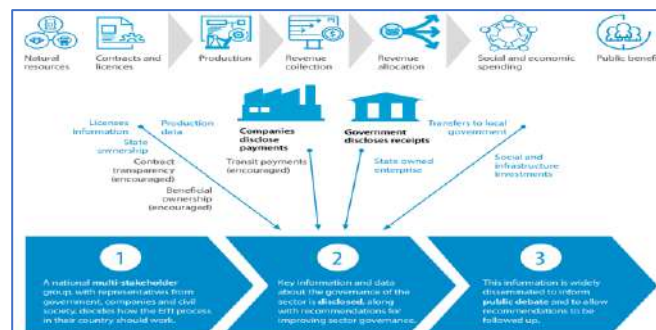 Natural
resources
Contracts and
licences
Production
Revenue
collection
Revenue
allocation
Social and economic
spending
Public benefi
Licenses
information
Production
data
State
ownership
Contract
transparency
(encouraged)
Beneficial
ownership
(encouraged)
Companies
disclose
payments
Transit payments
(encouraged)
Government
discloses receipts
State owned
enterprise
Transfers to local
government
Social and
infrastructure
investments
1
A national multi-stakeholder
group, with representatives from
government, companies and civil
society, decides how the EITI process
in their country should work.
2
Key information and data
about the governance of the
sector is disclosed, along
with recommendations for
improving sector governance.
3
This information is widely
disseminated to inform
public debate and to allow
recommendations to be
followed up.